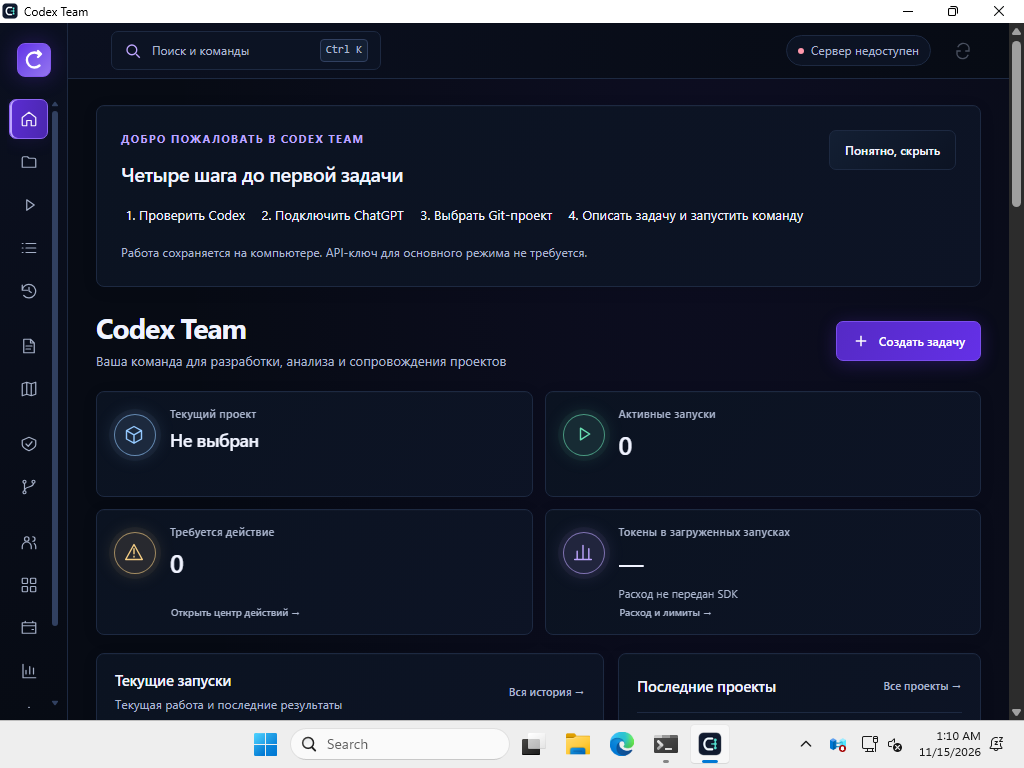 Codex Team
Поиск и команды
Ctrl K
Сервер недоступен
ДОБРО ПОЖАЛОВАТЬ В CODEX TEAM
Понятно, скрыть
Четыре шага до первой задачи
1. Проверить Codex 2. Подключить ChatGPT 3. Выбрать Git-проект 4. Описать задачу и запустить команду
Работа сохраняется на компьютере. API-ключ для основного режима не требуется.
Codex Team
Ваша команда для разработки, анализа и сопровождения проектов
Создать задачу
Текущий проект
Не выбран
Активные запуски
0
Требуется действие
0
Открыть центр действий →
Токены в загруженных запусках
—
Расход не передан SDK
Расход и лимиты →
Текущие запуски
Текущая работа и последние результаты
Вся история →
Последние проекты
Все проекты →
Search
1:10 AM
11/15/2026